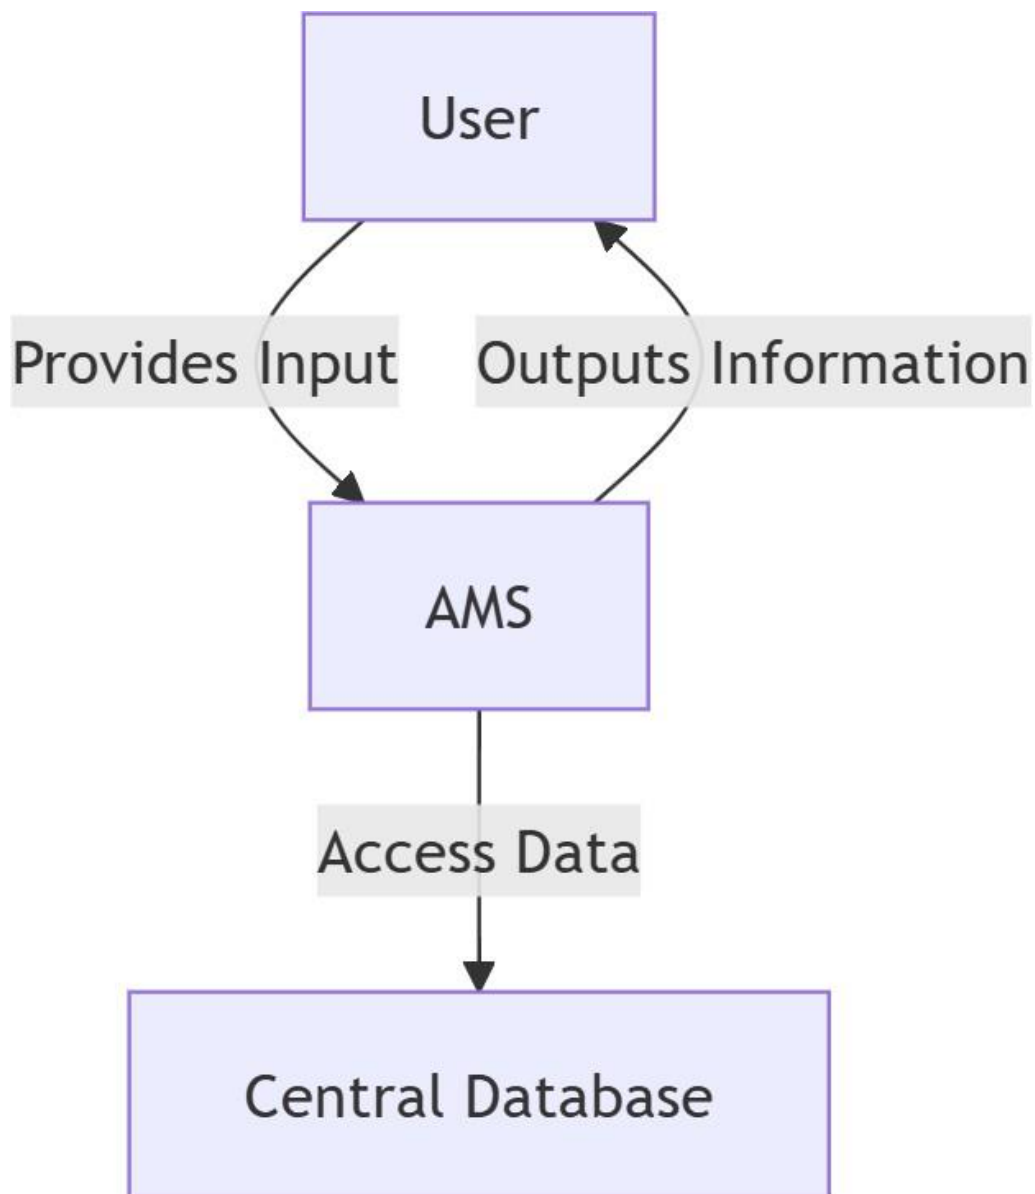 User
Provides Input
Outputs Information
AMS
Access Data
Central Database